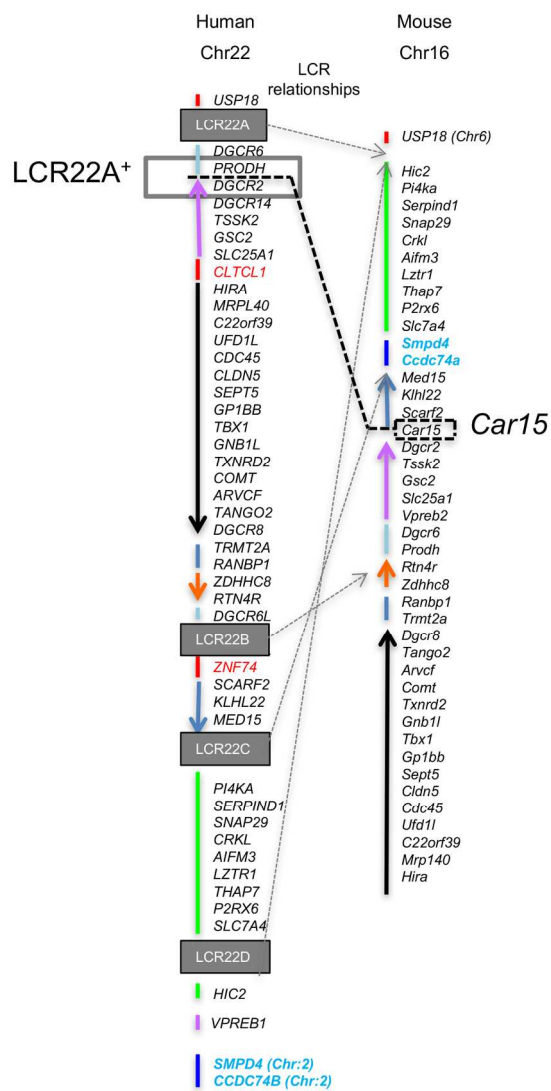 Human
Chr22
Mouse
Chr16
LCR
relationships
USP18
LCR22A
DGCR6
PRODH
LCR22A+
DGCR2
DGCR14
TSSK2
GSC2
SLC25A1
CLTCL1
HIRA
MRPL40
C22orf39
UFD1L
CDC45
CLDN5
SEPT5
GP1BB
TBX1
GNB1L
TXNRD2
COMT
ARVCF
TANGO2
DGCR8
TRMT2A
RANBP1
ZDHHC8
RTN4R
DGCR6L
LCR22B
ZNF74
SCARF2
KLHL22
MED15
LCR22C
PI4KA
SERPIND1
SNAP29
CRKL
AIFM3
LZTR1
THAP7
P2RX6
SLC7A4
LCR22D
HIC2
VPREB1
SMPD4 (Chr:2)
CCDC74B (Chr:2)
USP18 (Chr6)
Hic2
Pi4ka
Serpind1
Snap29
Crkl
Aifm3
Lztr1
Thap7
P2rx6
Slc7a4
Smpd4
Ccdc74a
Med15
Klhl22
Scarf2
Car15
Car15
Dgcr2
Tssk2
Gsc2
Slc25a1
Vpreb2
Dgcr6
Prodh
Rtn4r
Zdhhc8
Ranbp1
Trmt2a
Dgcr8
Tango2
Arvcf
Comt
Txnrd2
Gnb1l
Tbx1
Gp1bb
Sept5
Cldn5
Cdc45
Ufd1l
C22orf39
Mrp140
Hira